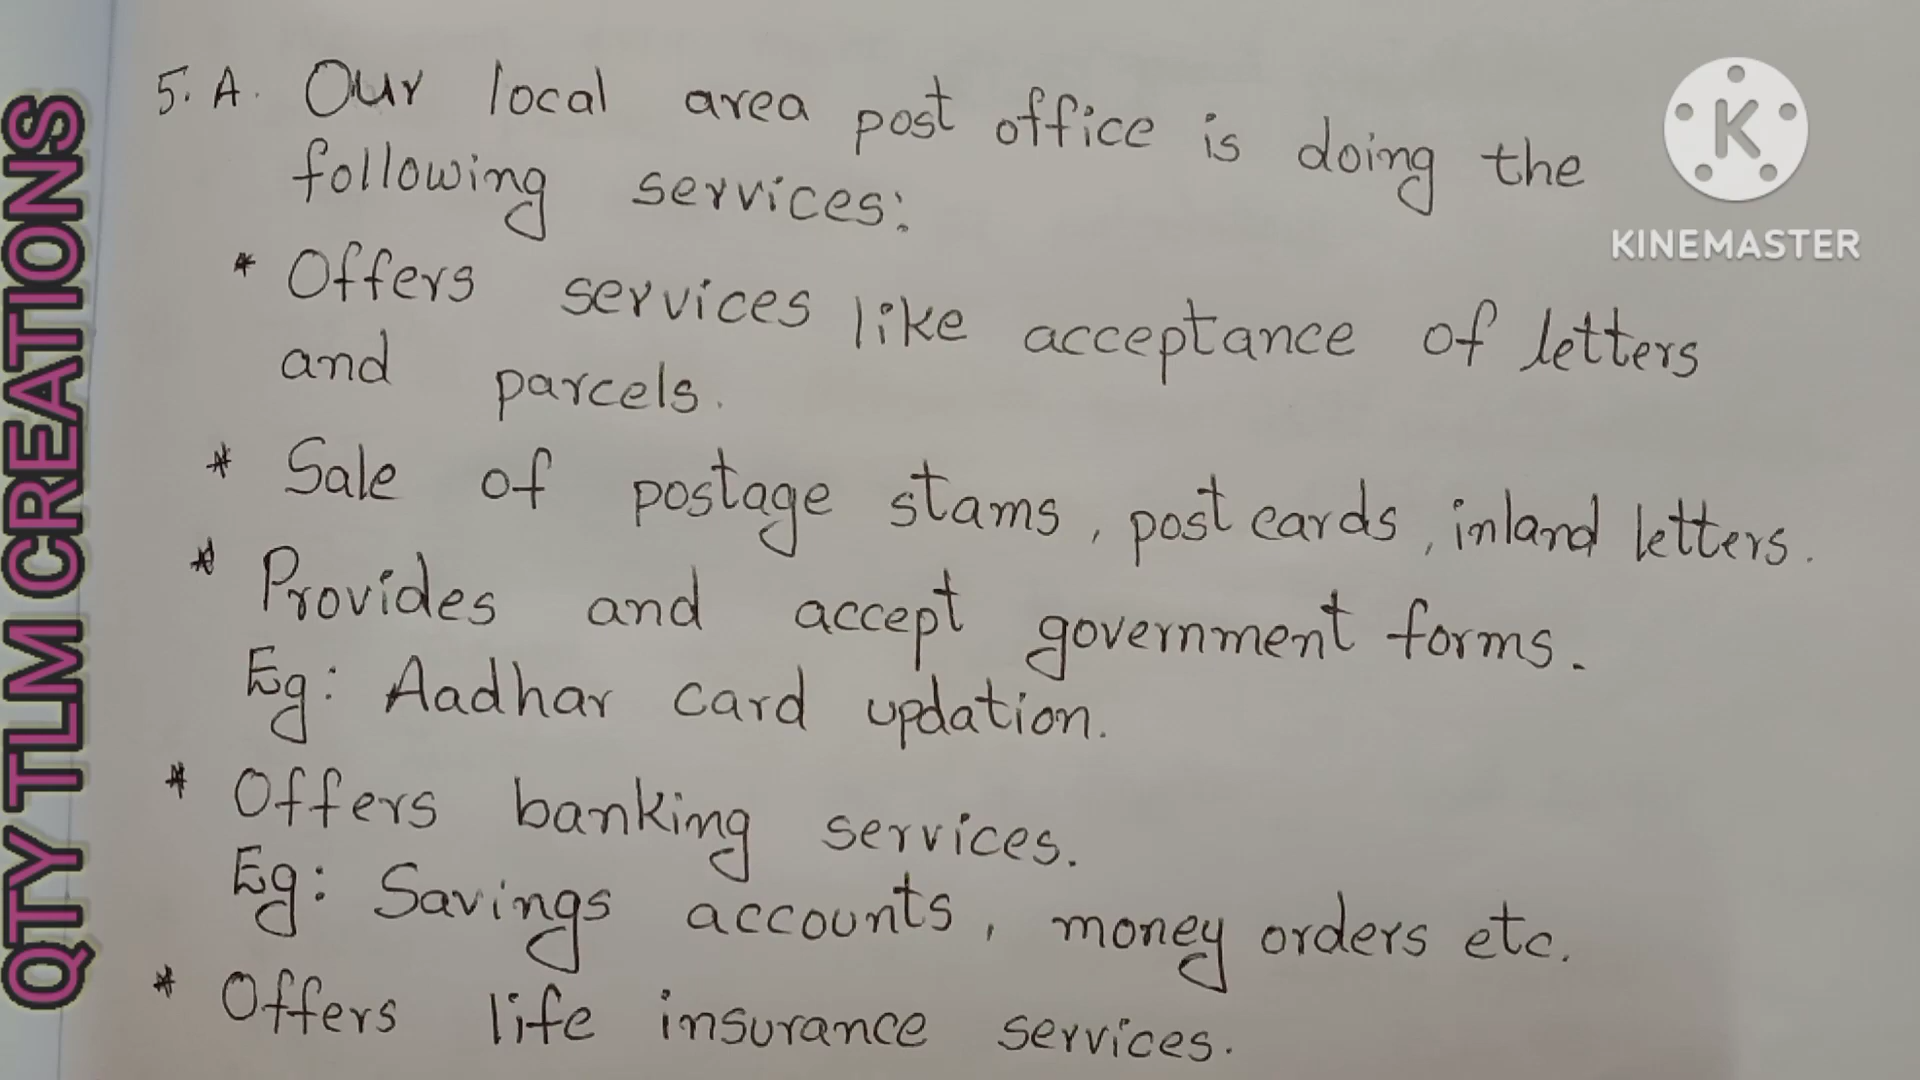 5. A. Our local area post office is doing the
following services:
* Offers services like acceptance of letters
and parcels.
* Sale of postage stams, post cards, inland letters.
* Provides and accept government forms.
Eg: Aadhar card updation.
* Offers banking services.
Eg: Savings accounts, money orders etc.
* Offers life insurance services.
QTY TLM CREATIONS
K
KINEMASTER